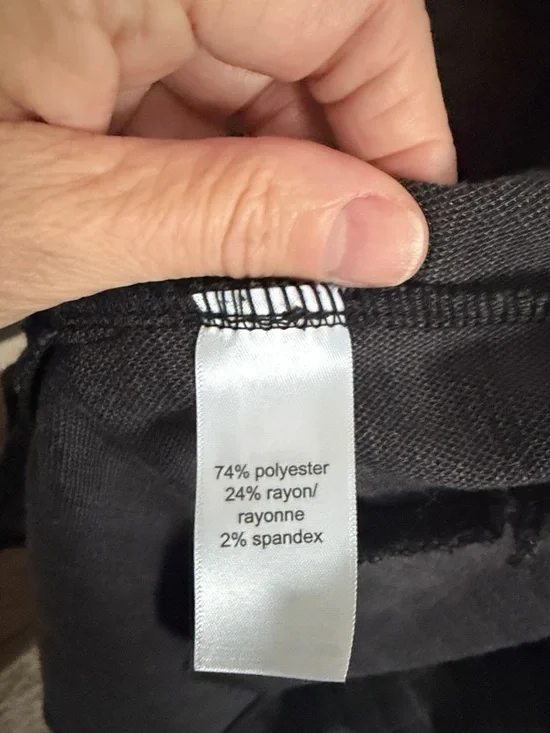 74% polyester
24% rayon/
rayonne
2% spandex